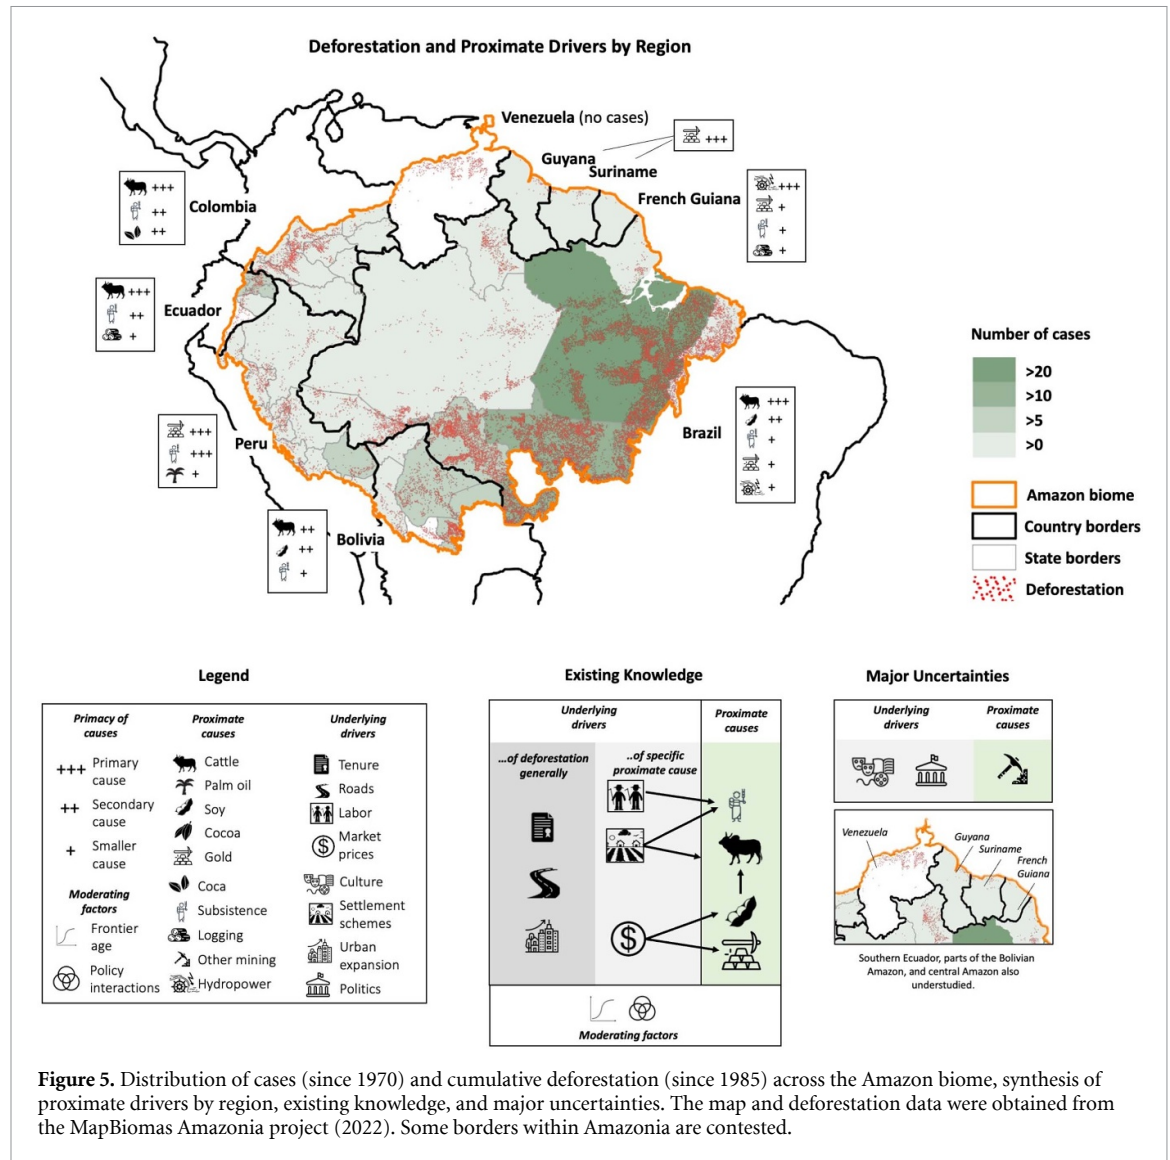 Deforestation and Proximate Drivers by Region
Venezuela (no cases)
+++
Guyana
Suriname
French Guiana
+++
+
+
+
+++
++
++
Colombia
+++
++
+
Ecuador
Number of cases
>20
>10
>5
>0
+++
++
+
+
+
Brazil
+++
+++
+
Peru
++
++
+
Bolivia
Amazon biome
Country borders
State borders
Deforestation
Legend
Primacy of
causes
+++ Primary
cause
++ Secondary
cause
+ Smaller
cause
Moderating
factors
Frontier
age
Policy
interactions
Proximate
causes
Cattle
Palm oil
Soy
Cocoa
Gold
Coca
Subsistence
Logging
Other mining
Hydropower
Underlying
drivers
Tenure
Roads
Labor
Market
prices
Culture
Settlement
schemes
Urban
expansion
Politics
Existing Knowledge
Underlying
drivers
Proximate
causes
...of deforestation
generally
..of specific
proximate cause
$
Moderating factors
Major Uncertainties
Underlying
drivers
Proximate
causes
Venezuela
Guyana
Suriname
French
Guiana
Southern Ecuador, parts of the Bolivian
Amazon, and central Amazon also
understudied.
Figure 5. Distribution of cases (since 1970) and cumulative deforestation (since 1985) across the Amazon biome, synthesis of
proximate drivers by region, existing knowledge, and major uncertainties. The map and deforestation data were obtained from
the MapBiomas Amazonia project (2022). Some borders within Amazonia are contested.